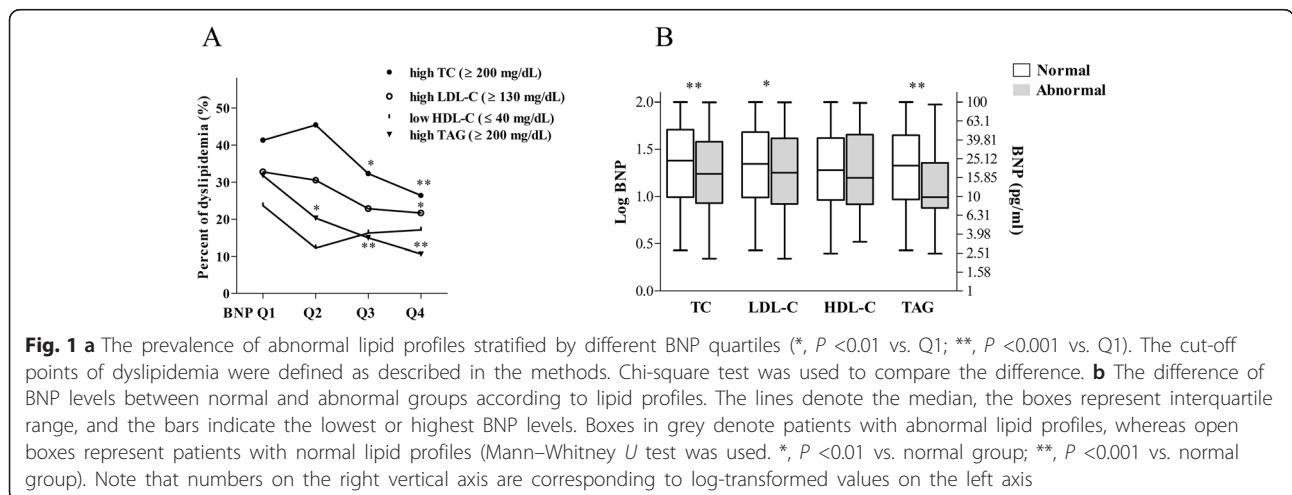 A
high TC (≥ 200 mg/dL)
high LDL-C (≥ 130 mg/dL)
low HDL-C (≤ 40 mg/dL)
high TAG (≥ 200 mg/dL)
Percent of dyslipidemia (%)
50
40
30
20
10
0
*
**
*
*
**
**
BNP Q1 Q2 Q3 Q4
B
Normal
Abnormal
** * **
Log BNP
2.0
1.5
1.0
0.5
0.0
BNP (pg/ml)
100
63.1
39.81
25.12
15.85
10
6.31
3.98
2.51
1.58
1
TC LDL-C HDL-C TAG
Fig. 1 a The prevalence of abnormal lipid profiles stratified by different BNP quartiles (*, P <0.01 vs. Q1; **, P <0.001 vs. Q1). The cut-off
points of dyslipidemia were defined as described in the methods. Chi-square test was used to compare the difference. b The difference of
BNP levels between normal and abnormal groups according to lipid profiles. The lines denote the median, the boxes represent interquartile
range, and the bars indicate the lowest or highest BNP levels. Boxes in grey denote patients with abnormal lipid profiles, whereas open
boxes represent patients with normal lipid profiles (Mann–Whitney U test was used. *, P <0.01 vs. normal group; **, P <0.001 vs. normal
group). Note that numbers on the right vertical axis are corresponding to log-transformed values on the left axis